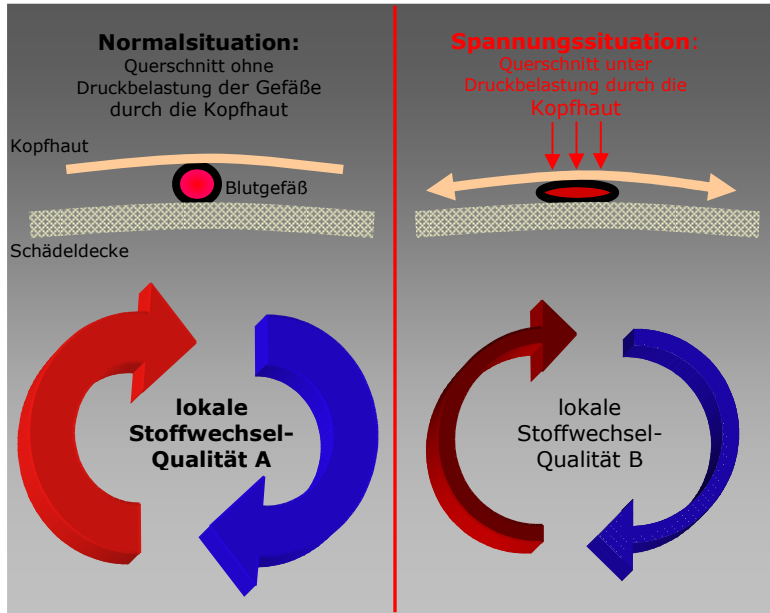 Normalsituation:
Querschnitt ohne
Druckbelastung der Gefäße
durch die Kopfhaut
Kopfhaut
Blutgefäß
Schädeldecke
lokale
Stoffwechsel-
Qualität A
Spannungssituation:
Querschnitt unter
Druckbelastung durch die
Kopfhaut
lokale
Stoffwechsel-
Qualität B